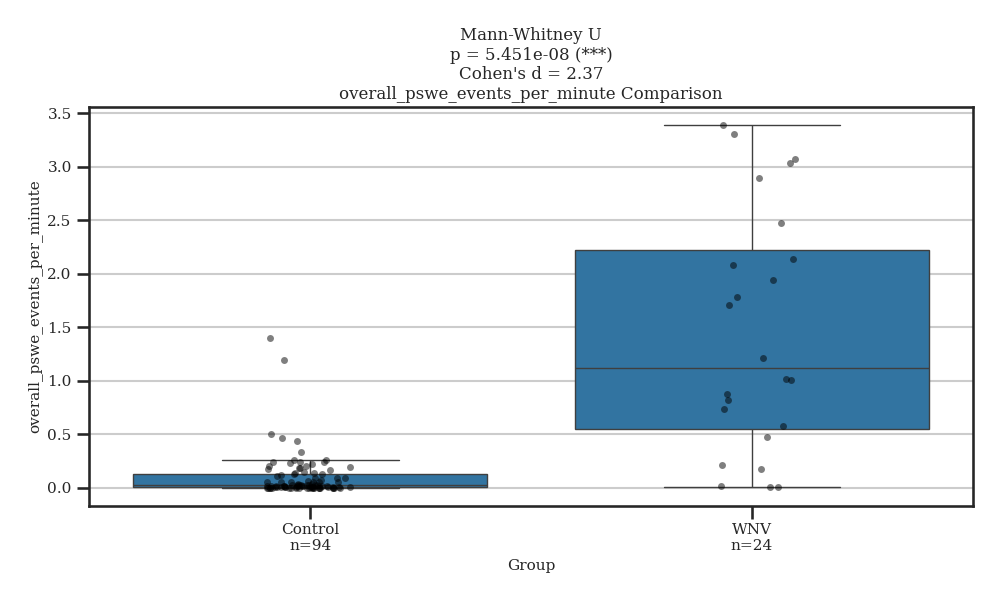 Mann-Whitney U
p = 5.451e-08 (***)
Cohen's d = 2.37
overall_pswe_events_per_minute Comparison
overall_pswe_events_per_minute
3.5
3.0
2.5
2.0
1.5
1.0
0.5
0.0
Control
n=94
WNV
n=24
Group